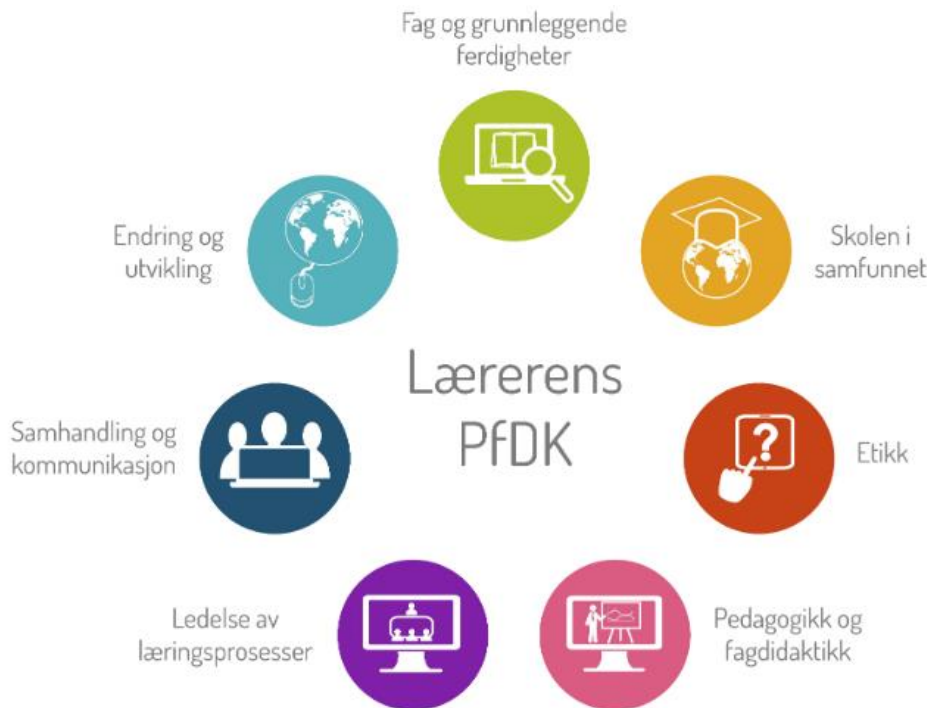 Fag og grunnleggende
ferdigheter
Skolen i
samfunnet
Etikk
Pedagogikk og
fagdidaktikk
Ledelse av
læringsprosesser
Samhandling og
kommunikasjon
Endring og
utvikling
Lærerens
PfDK
?